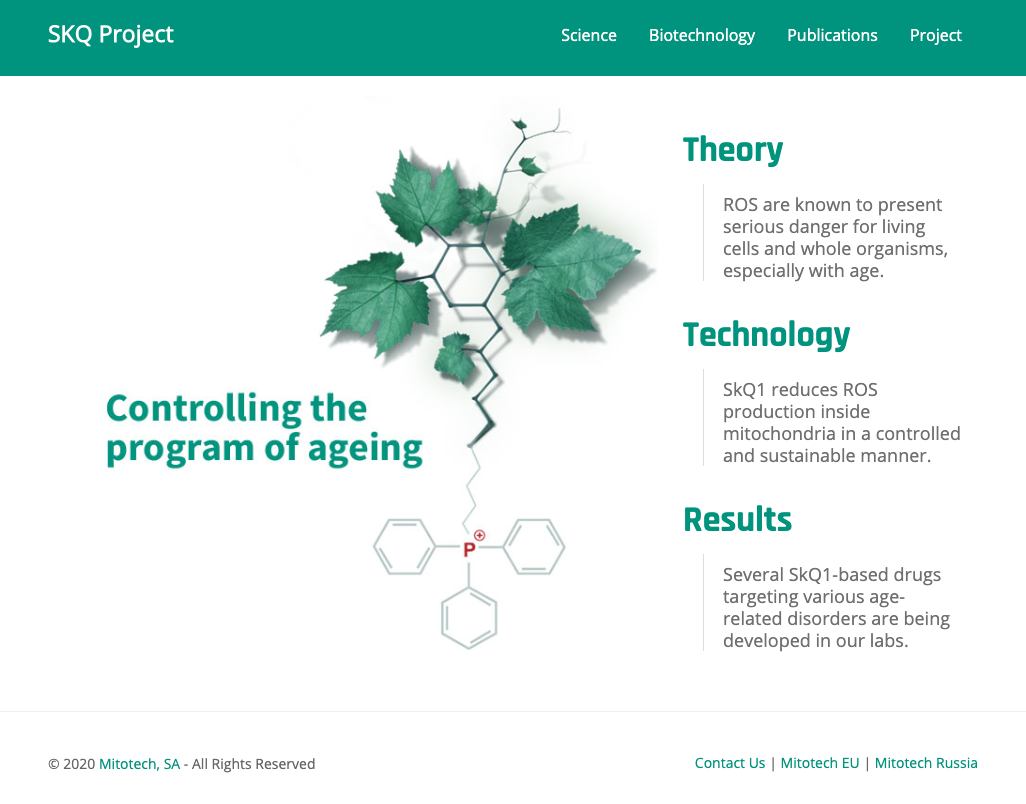 SKQ Project
Science Biotechnology Publications Project
Controlling the
program of ageing
P
Theory
ROS are known to present
serious danger for living
cells and whole organisms,
especially with age.
Technology
SkQ1 reduces ROS
production inside
mitochondria in a controlled
and sustainable manner.
Results
Several SkQ1-based drugs
targeting various age-
related disorders are being
developed in our labs.
© 2020 Mitotech, SA - All Rights Reserved
Contact Us | Mitotech EU | Mitotech Russia